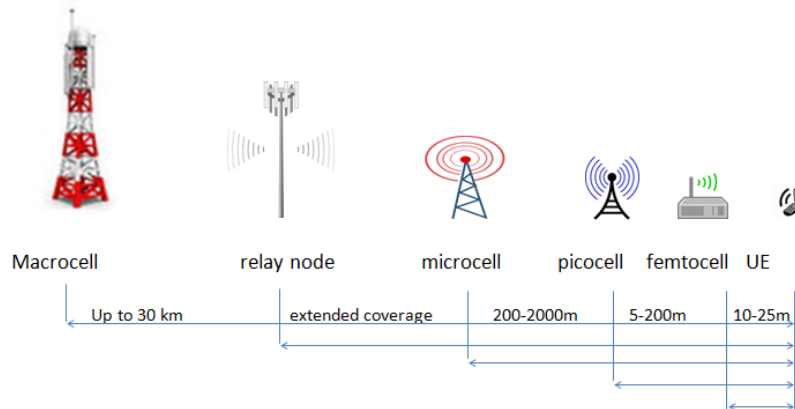 Macrocell relay node microcell picocell femtocell UE
Up to 30 km extended coverage 200-2000m 5-200m 10-25m